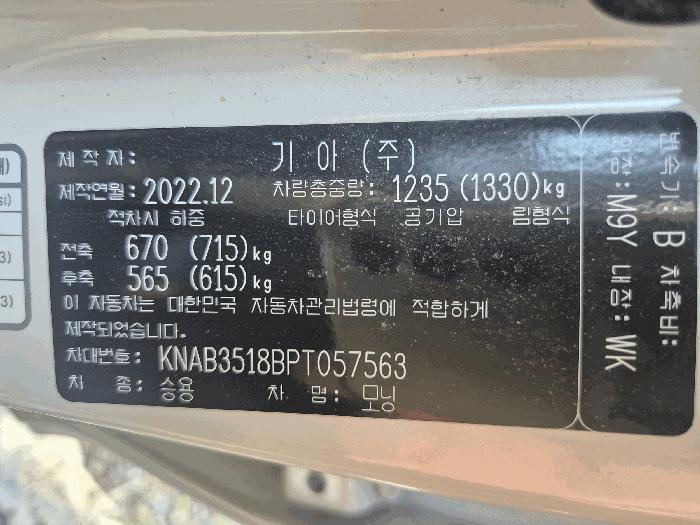 제 작 자: 기 아 (주)
제작연월: 2022.12 차량총중량: 1235 (1330)kg
적차시 하중 타이어형식 공기압 림형식
전축 670 (715)kg
후축 565 (615)kg
이 자동차는 대한민국 자동차관리법령에 적합하게
제작되었습니다.
차대번호: KNAB3518BPT057563
차 종: 승용 차 명: 모닝
변속기: B 차축비:
외장: M9Y 내장: WK
3)
3)